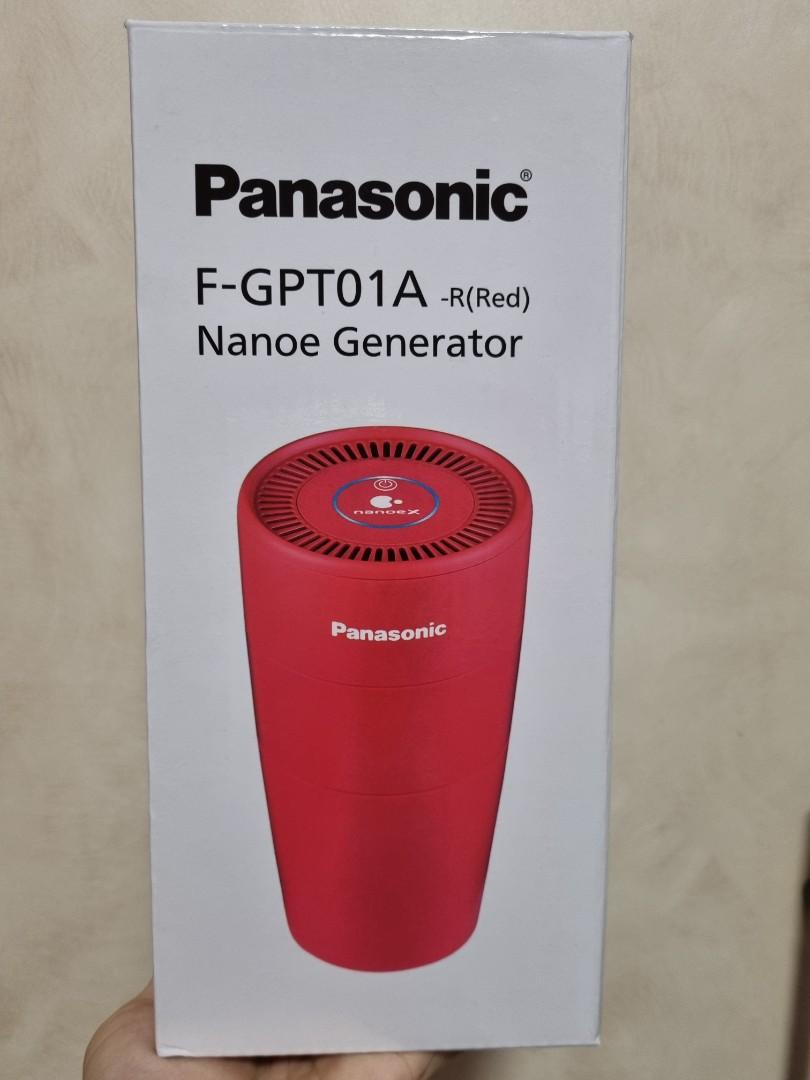 Panasonic®
F-GPT01A -R(Red)
Nanoe Generator
nanoeX
Panasonic